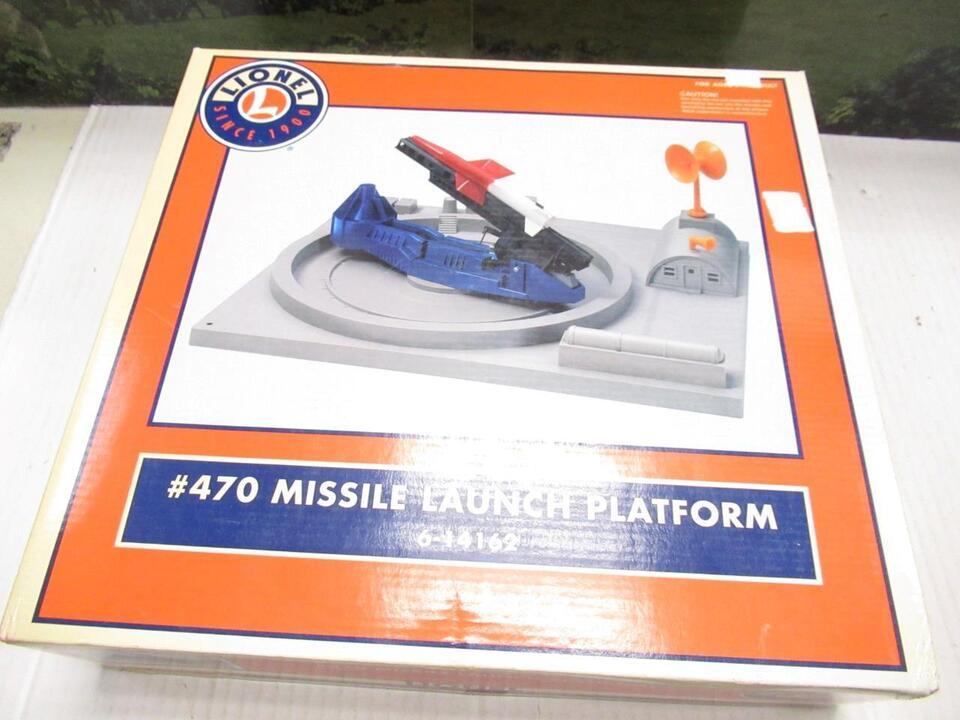 LIONEL
L
SINCE 1900
®
CAUTION!
#470 MISSILE LAUNCH PLATFORM
6-14162